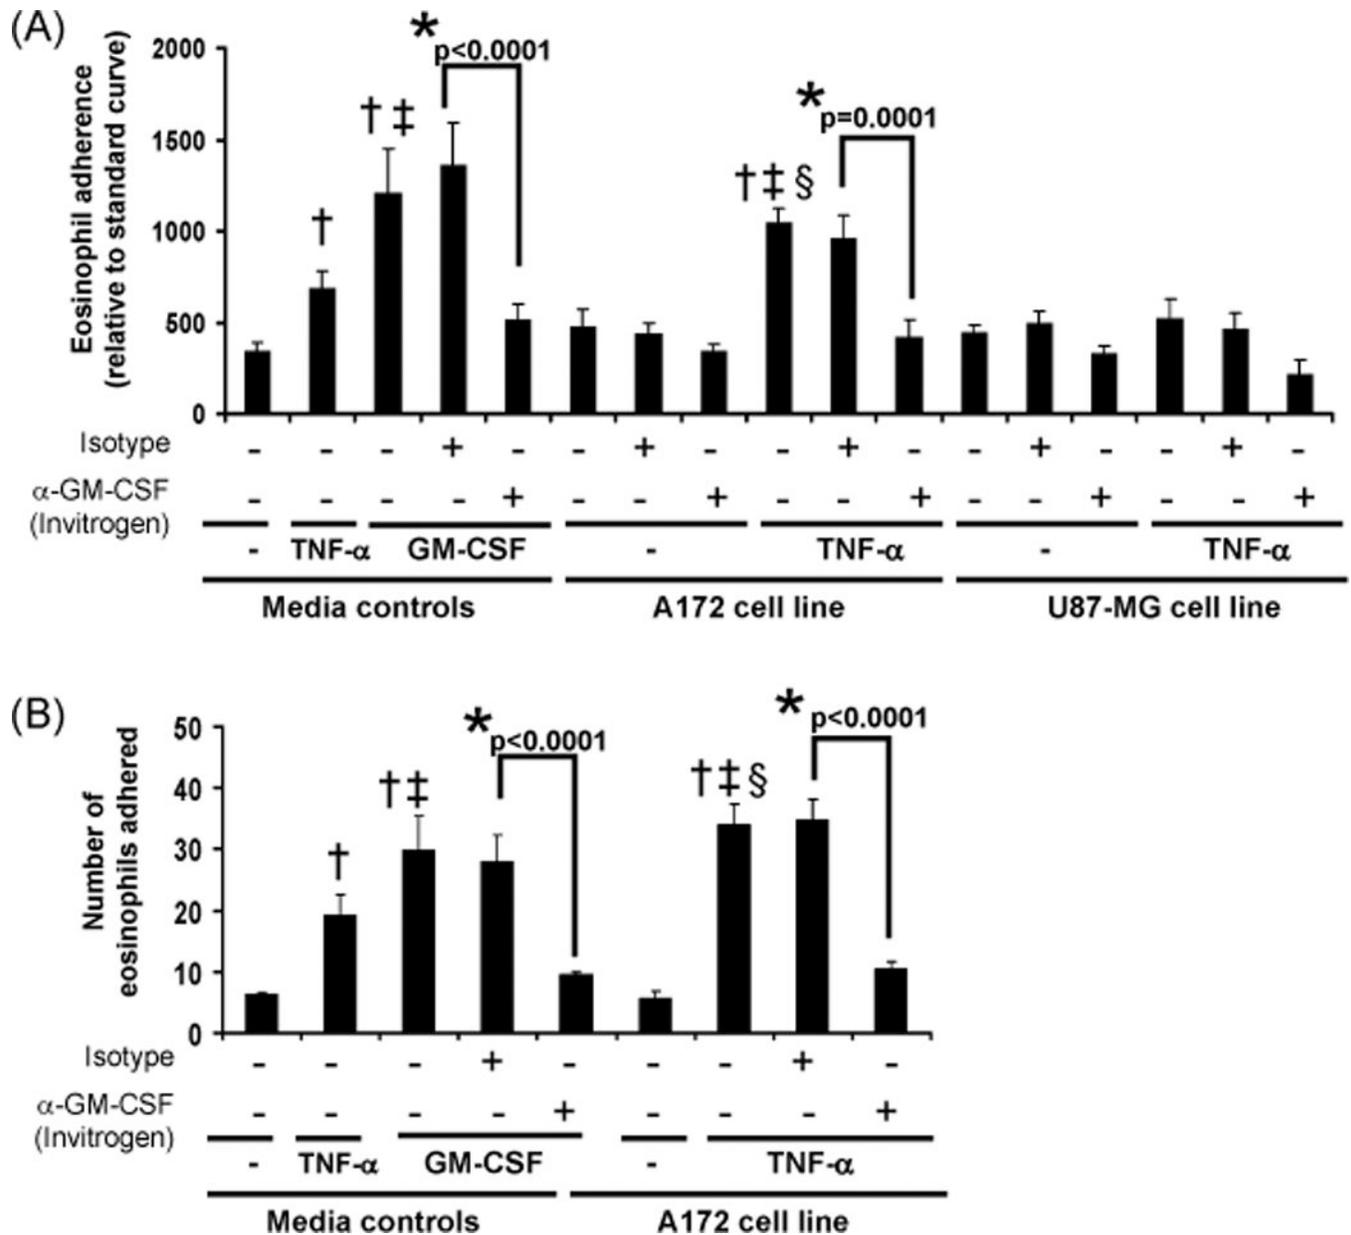 (A)
Eosinophil adherence
(relative to standard curve)
2000
1500
1000
500
0
†
†‡
*
p<0.0001
†‡§
*
p=0.0001
Isotype - - - + - - + - - + - - + - - + -
α-GM-CSF - - - - + - - + - - + - - + - - +
(Invitrogen)
- TNF-α GM-CSF - TNF-α - TNF-α
Media controls A172 cell line U87-MG cell line
(B)
Number of
eosinophils adhered
50
40
30
20
10
0
†
†‡
*
p<0.0001
†‡§
*
p<0.0001
Isotype - - - + - - - + -
α-GM-CSF - - - - + - - - +
(Invitrogen)
- TNF-α GM-CSF - TNF-α
Media controls A172 cell line